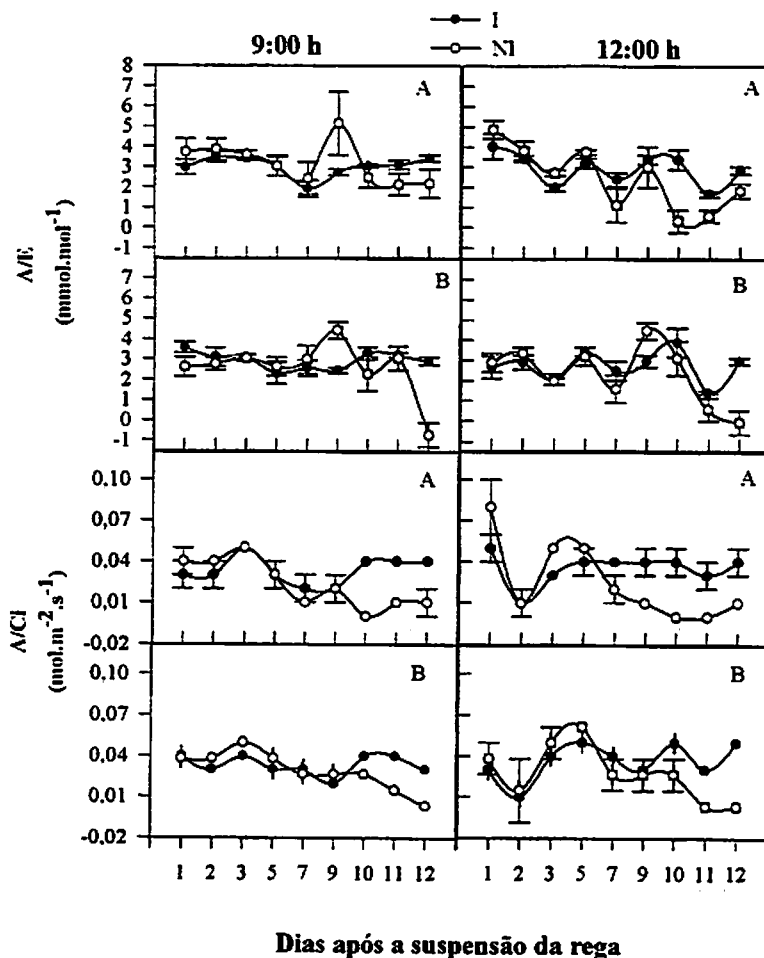 I
NI
9:00 h
12:00 h
A/E
(mmol.mol-1)
8
7
6
5
4
3
2
1
0
-1
A
A
7
6
5
4
3
2
1
0
-1
B
B
A/Ci
(mol.m-2.s-1)
0.10
0,07
0.04
0.01
-0.02
A
A
0.10
0.07
0.04
0.01
-0.02
B
B
1 2 3 5 7 9 10 11 12
1 2 3 5 7 9 10 11 12
Dias após a suspensão da rega